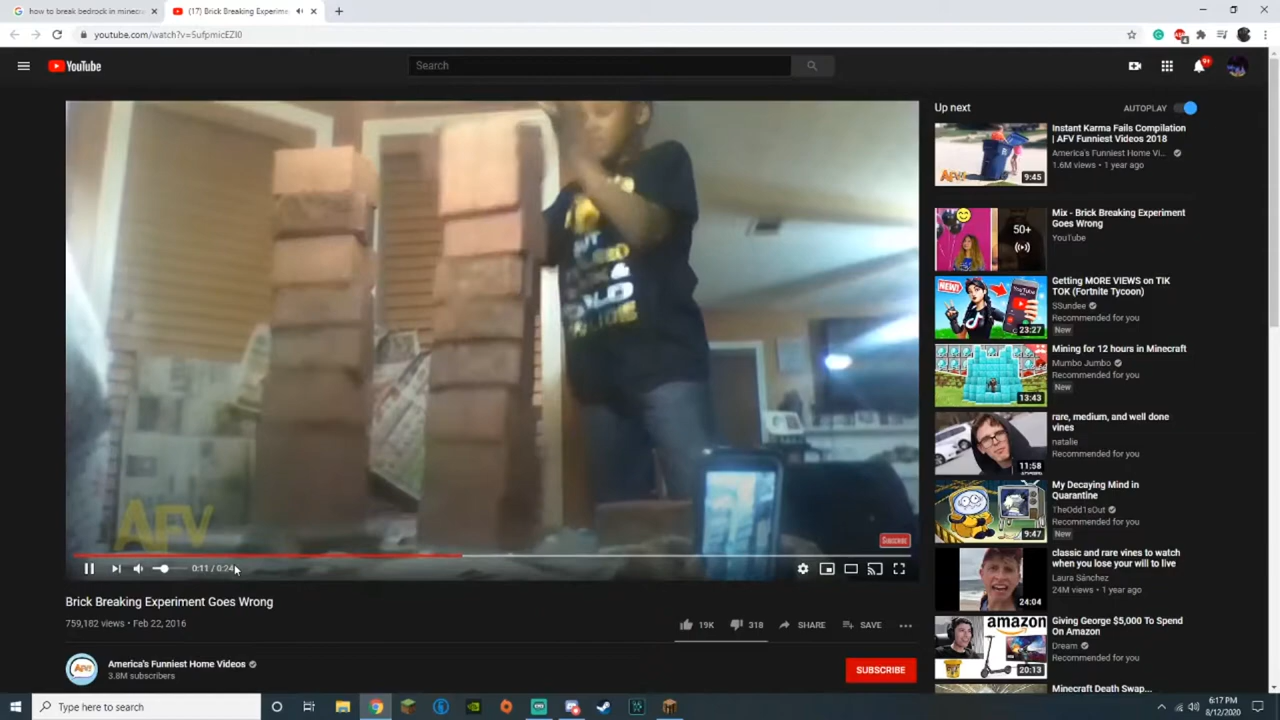 how to break bedrock in minecr
(17) Brick Breaking Experime
youtube.com/watch?v=SufpmicEZI0
YouTube
Search
9+
AFV
SUBSCRIBE
0:11 / 0:24
Brick Breaking Experiment Goes Wrong
759,182 views • Feb 22, 2016
19K
318
SHARE
SAVE
America's Funniest Home Videos
3.8M subscribers
SUBSCRIBE
Up next
AUTOPLAY
AFV
9:45
Instant Karma Fails Compilation
| AFV Funniest Videos 2018
America's Funniest Home Vi...
1.6M views • 1 year ago
50+
Mix - Brick Breaking Experiment
Goes Wrong
YouTube
NEW!
23:27
Getting MORE VIEWS on TIK
TOK (Fortnite Tycoon)
SSundee
Recommended for you
New
13:43
Mining for 12 hours in Minecraft
Mumbo Jumbo
Recommended for you
New
11:58
rare, medium, and well done
vines
natalie
Recommended for you
9:47
My Decaying Mind in
Quarantine
TheOdd1sOut
Recommended for you
New
24:04
classic and rare vines to watch
when you lose your will to live
Laura Sánchez
24M views • 1 year ago
amazon
20:13
Giving George $5,000 To Spend
On Amazon
Dream
Recommended for you
Minecraft Death Swap...
Type here to search
6:17 PM
8/12/2020